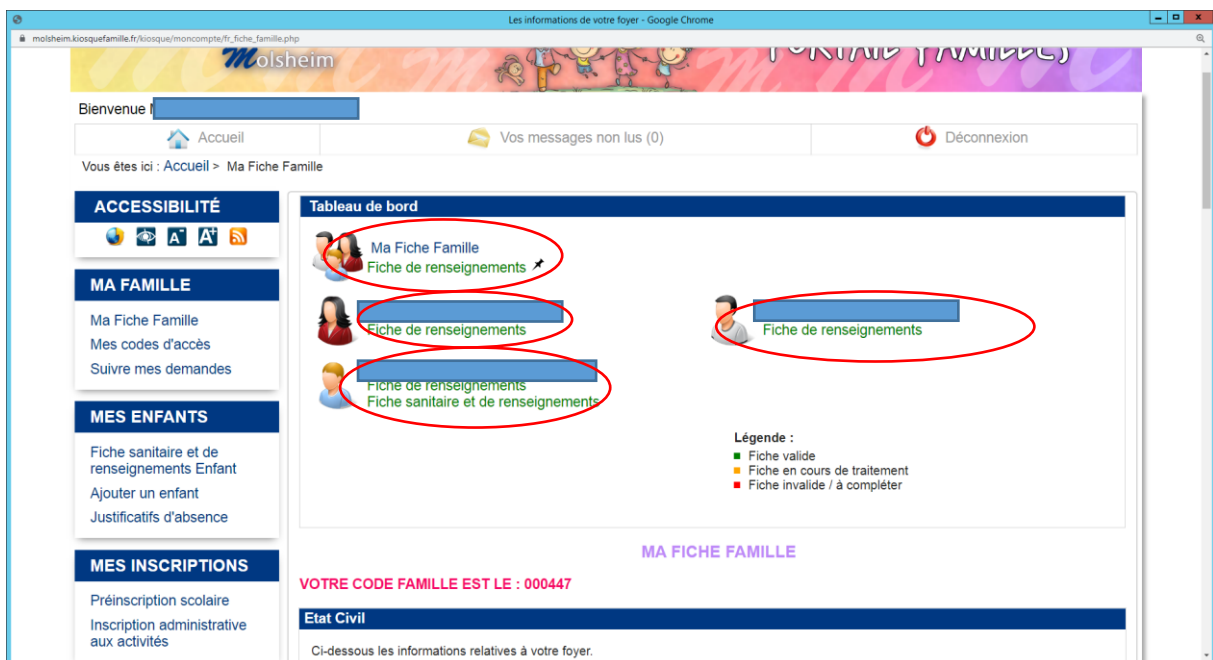 Les informations de votre foyer - Google Chrome
molsheim.kiosquefamille.fr/kiosque/moncompte/fr_fiche_famille.php
Molsheim
Bienvenue
Accueil
Vos messages non lus (0)
Déconnexion
Vous êtes ici : Accueil > Ma Fiche Famille
ACCESSIBILITÉ
A- A+
MA FAMILLE
Ma Fiche Famille
Mes codes d'accès
Suivre mes demandes
MES ENFANTS
Fiche sanitaire et de
renseignements Enfant
Ajouter un enfant
Justificatifs d'absence
MES INSCRIPTIONS
Préinscription scolaire
Inscription administrative
aux activités
Tableau de bord
Ma Fiche Famille
Fiche de renseignements
Fiche de renseignements
Fiche de renseignements
Fiche de renseignements
Fiche sanitaire et de renseignements
Légende :
Fiche valide
Fiche en cours de traitement
Fiche invalide / à compléter
MA FICHE FAMILLE
VOTRE CODE FAMILLE EST LE : 000447
Etat Civil
Ci-dessous les informations relatives à votre foyer.